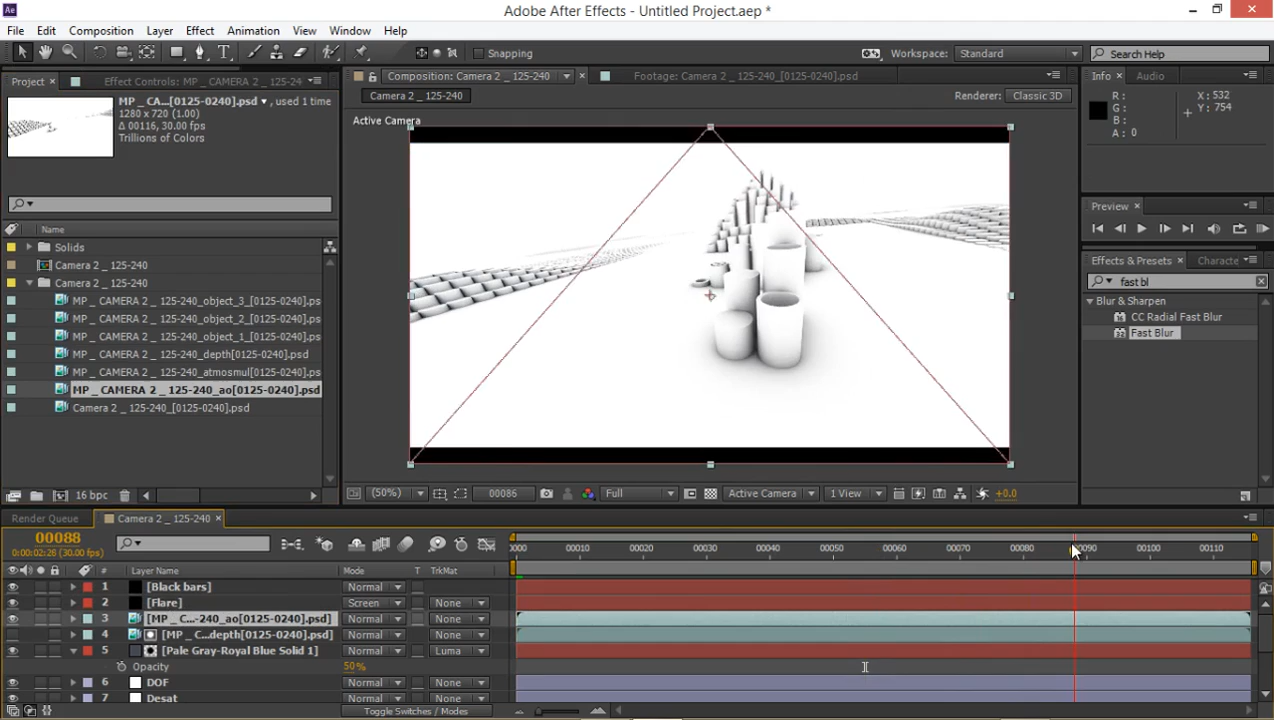 Ae Adobe After Effects - Untitled Project.aep *
File Edit Composition Layer Effect Animation View Window Help
Snapping Workspace: Standard Search Help
Project × Effect Controls: MP _ CAMERA 2 _ 125-24
MP _ CA...[0125-0240].psd ▾, used 1 time
1280 x 720 (1.00)
Δ 00116, 30.00 fps
Trillions of Colors
Name
Solids
Camera 2 _ 125-240
Camera 2 _ 125-240
MP _ CAMERA 2 _ 125-240_object_3_[0125-0240].ps
MP _ CAMERA 2 _ 125-240_object_2_[0125-0240].ps
MP _ CAMERA 2 _ 125-240_object_1_[0125-0240].ps
MP _ CAMERA 2 _ 125-240_depth[0125-0240].psd
MP _ CAMERA 2 _ 125-240_atmosmul[0125-0240].ps
MP _ CAMERA 2 _ 125-240_ao[0125-0240].psd
Camera 2 _ 125-240_[0125-0240].psd
16 bpc
Composition: Camera 2 _ 125-240 × Footage: Camera 2 _ 125-240_[0125-0240].psd
Camera 2 _ 125-240 Renderer: Classic 3D
Active Camera
(50%) 00086 Full Active Camera 1 View +0.0
Info × Audio
R: X: 532
G: Y: 754
B:
A: 0
Preview ×
Effects & Presets × Characte
fast bl
Blur & Sharpen
CC Radial Fast Blur
Fast Blur
Render Queue Camera 2 _ 125-240 ×
00088
0:00:02:28 (30.00 fps)
0000 00010 00020 00030 00040 00050 00060 00070 00080 00090 00100 00110
# Layer Name Mode T TrkMat
1 [Black bars] Normal
2 [Flare] Screen None
3 [MP _ C...-240_ao[0125-0240].psd] Normal None
4 [MP _ C...depth[0125-0240].psd] Normal None
5 [Pale Gray-Royal Blue Solid 1] Normal Luma
Opacity 50%
6 DOF Normal None
7 Desat Normal None
Toggle Switches / Modes